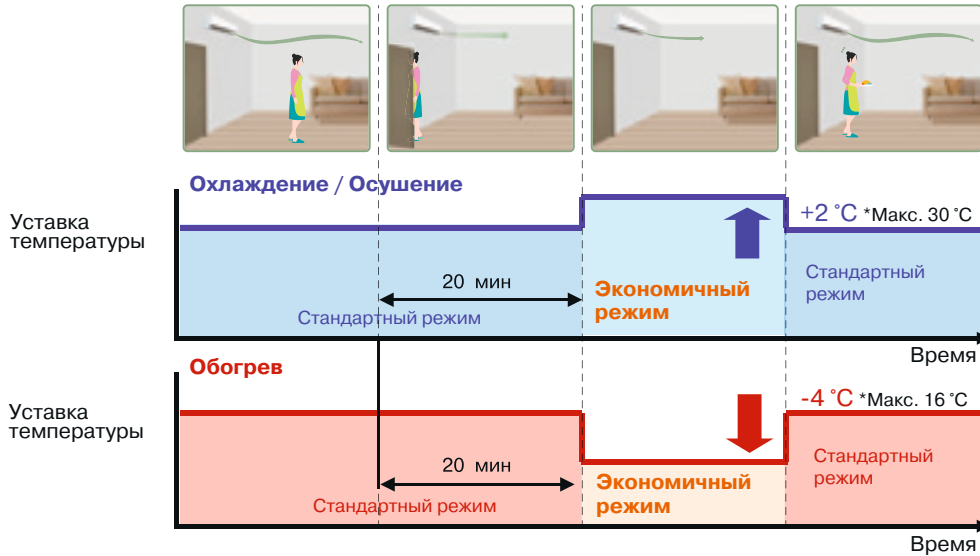 Охлаждение / Осушение
Уставка
температуры
+2 °C *Макс. 30 °C
20 мин
Стандартный режим
Экономичный
режим
Стандартный
режим
Время
Обогрев
Уставка
температуры
-4 °C *Макс. 16 °C
20 мин
Стандартный режим
Экономичный
режим
Стандартный
режим
Время